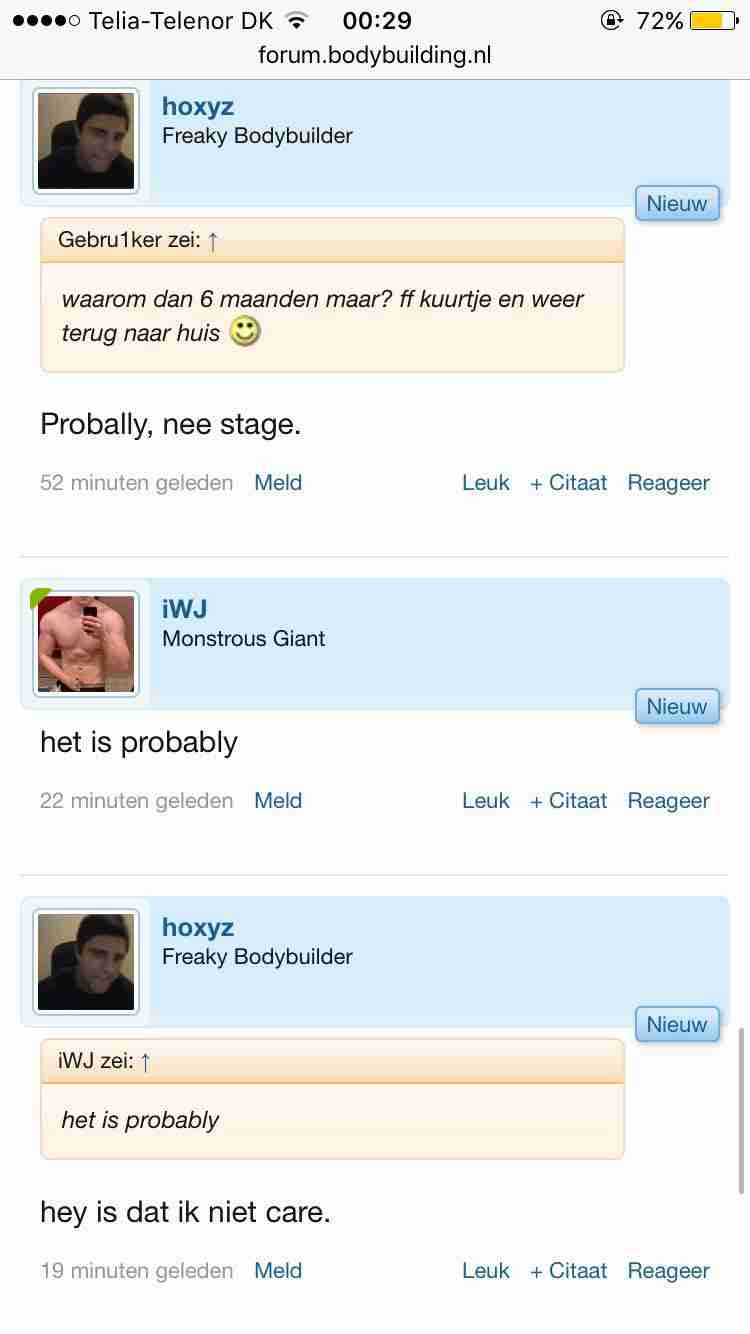 Telia-Telenor DK 00:29 72%
forum.bodybuilding.nl
hoxyz
Freaky Bodybuilder
Nieuw
Gebru1ker zei: ↑
waarom dan 6 maanden maar? ff kuurtje en weer
terug naar huis
Probally, nee stage.
52 minuten geleden Meld Leuk + Citaat Reageer
iWJ
Monstrous Giant
Nieuw
het is probably
22 minuten geleden Meld Leuk + Citaat Reageer
hoxyz
Freaky Bodybuilder
Nieuw
iWJ zei: ↑
het is probably
hey is dat ik niet care.
19 minuten geleden Meld Leuk + Citaat Reageer